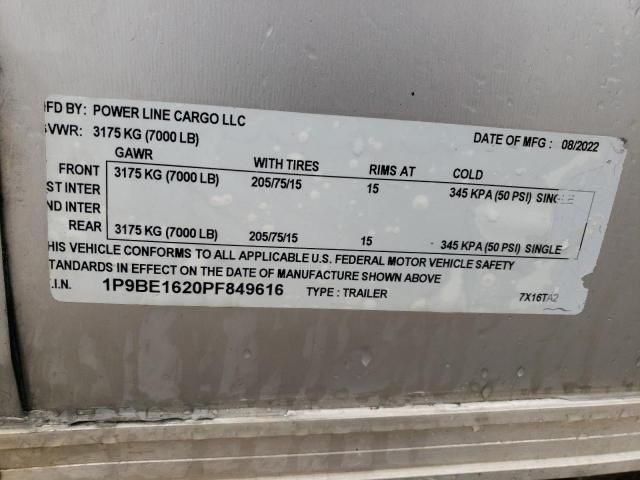 MFD BY: POWER LINE CARGO LLC
GVWR: 3175 KG (7000 LB) DATE OF MFG : 08/2022
GAWR WITH TIRES RIMS AT COLD
FRONT 3175 KG (7000 LB) 205/75/15 15 345 KPA (50 PSI) SINGLE
ST INTER
ND INTER
REAR 3175 KG (7000 LB) 205/75/15 15 - 345 KPA (50 PSI) SINGLE
HIS VEHICLE CONFORMS TO ALL APPLICABLE U.S. FEDERAL MOTOR VEHICLE SAFETY
TANDARDS IN EFFECT ON THE DATE OF MANUFACTURE SHOWN ABOVE
.I.N. 1P9BE1620PF849616 TYPE : TRAILER 7X16TA2